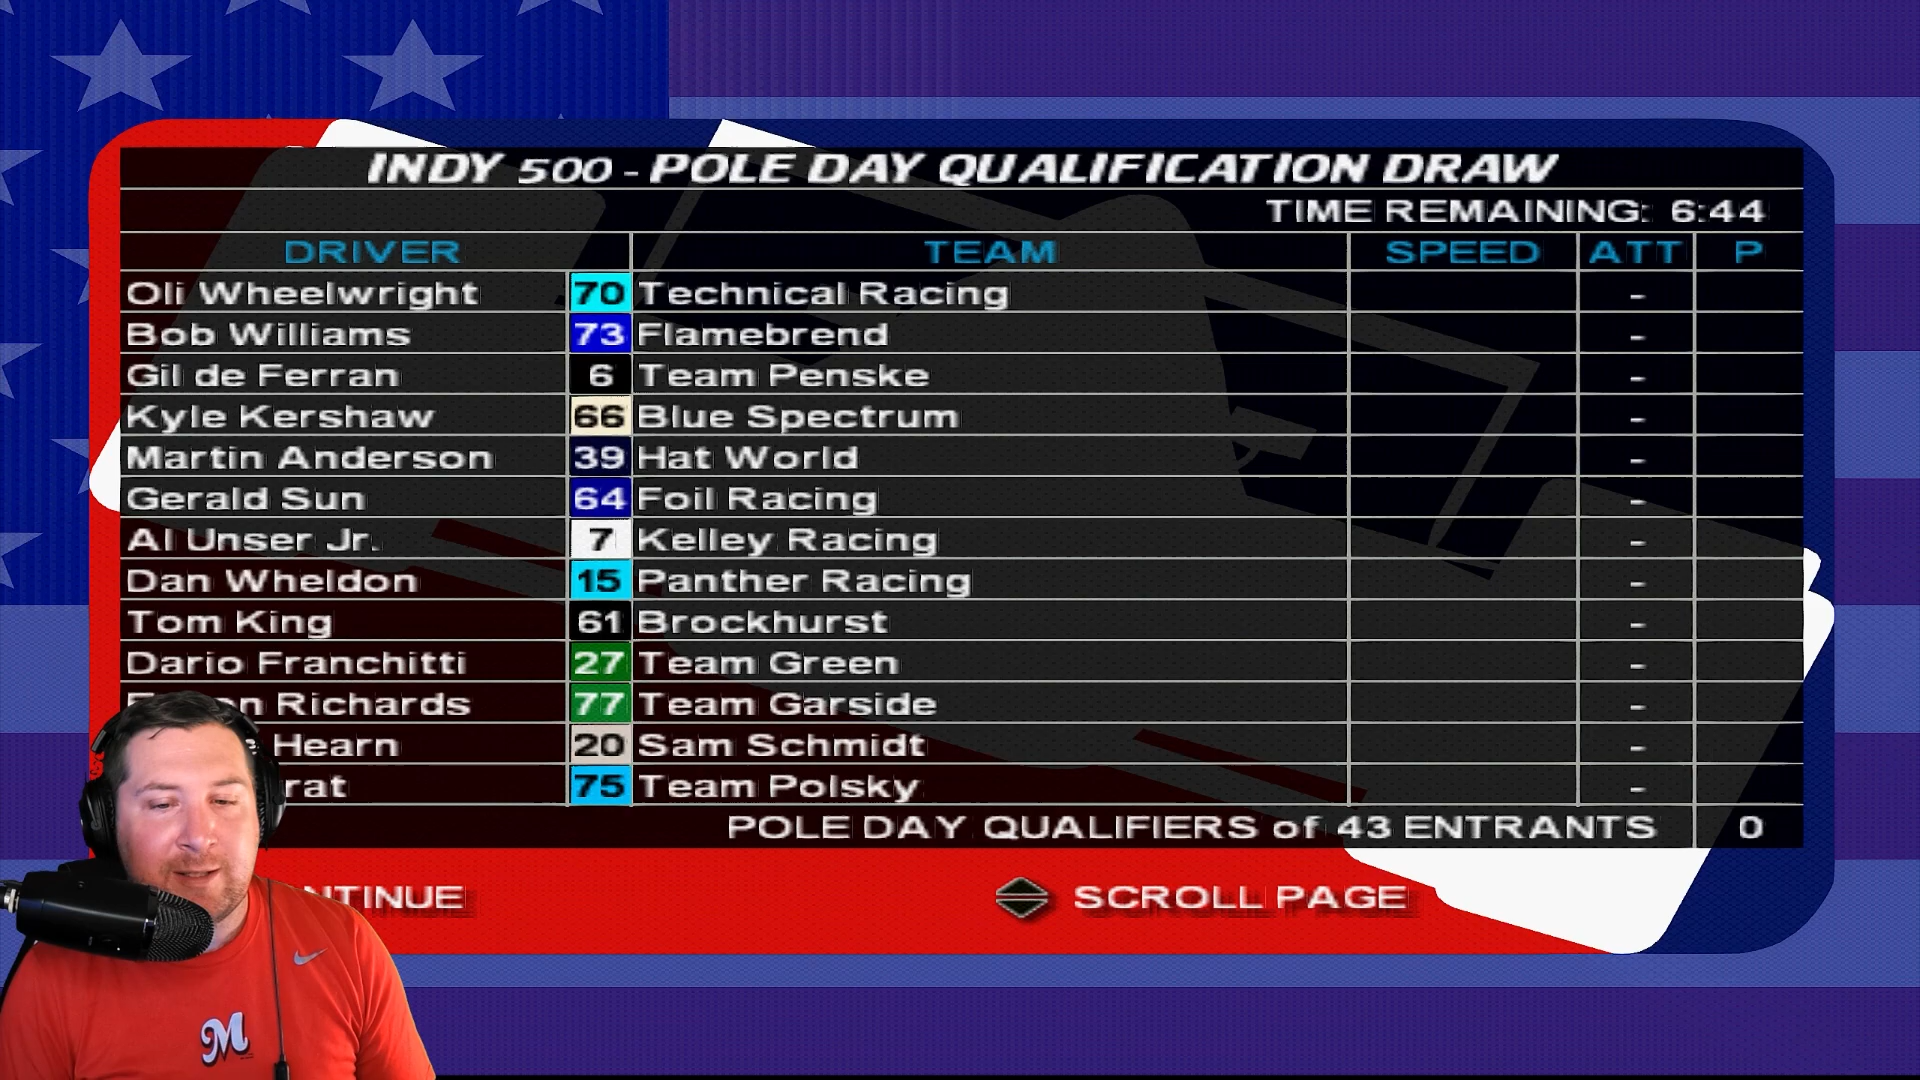 INDY 500 - POLE DAY QUALIFICATION DRAW
TIME REMAINING: 6:44
DRIVER TEAM SPEED ATT P
Oli Wheelwright 70 Technical Racing -
Bob Williams 73 Flamebrend -
Gil de Ferran 6 Team Penske -
Kyle Kershaw 66 Blue Spectrum -
Martin Anderson 39 Hat World -
Gerald Sun 64 Foil Racing -
Al Unser Jr. 7 Kelley Racing -
Dan Wheldon 15 Panther Racing -
Tom King 61 Brockhurst -
Dario Franchitti 27 Team Green -
Richards 77 Team Garside -
Hearn 20 Sam Schmidt -
75 Team Polsky -
POLE DAY QUALIFIERS of 43 ENTRANTS 0
SCROLL PAGE
M